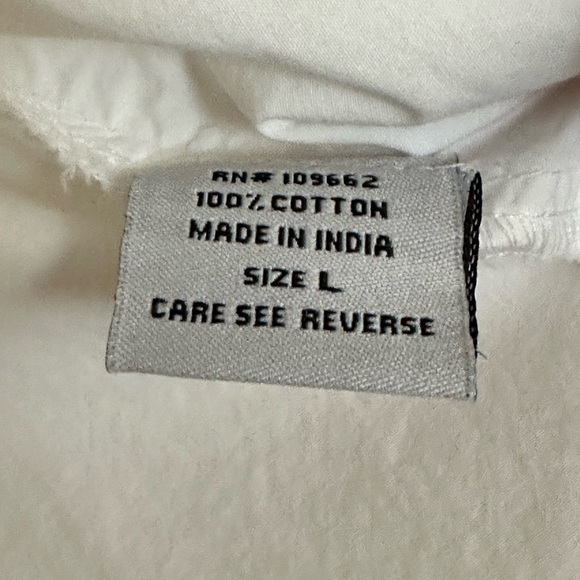 RN# 109662
100% COTTON
MADE IN INDIA
SIZE L
CARE SEE REVERSE